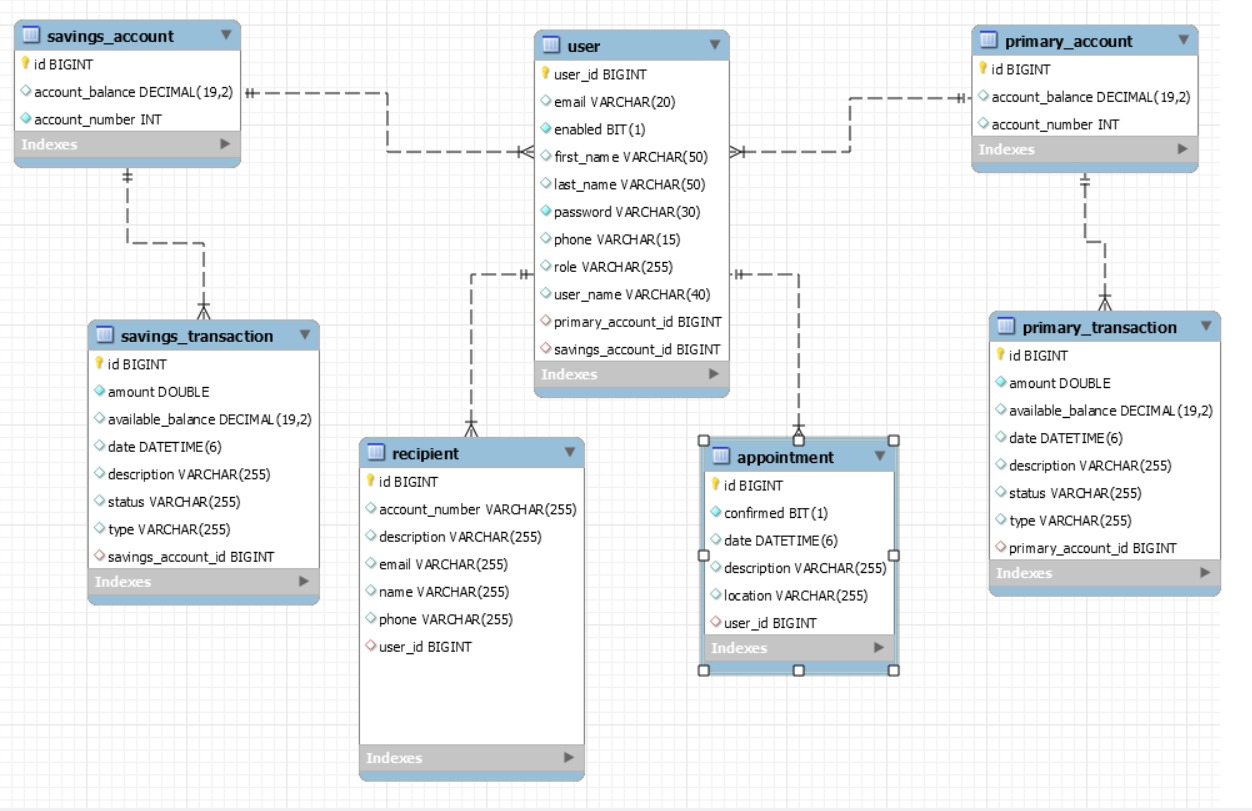 savings_account
id BIGINT
account_balance DECIMAL(19,2)
account_number INT
Indexes
user
user_id BIGINT
email VARCHAR(20)
enabled BIT(1)
first_name VARCHAR(50)
last_name VARCHAR(50)
password VARCHAR(30)
phone VARCHAR(15)
role VARCHAR(255)
user_name VARCHAR(40)
primary_account_id BIGINT
savings_account_id BIGINT
Indexes
primary_account
id BIGINT
account_balance DECIMAL(19,2)
account_number INT
Indexes
savings_transaction
id BIGINT
amount DOUBLE
available_balance DECIMAL(19,2)
date DATETIME(6)
description VARCHAR(255)
status VARCHAR(255)
type VARCHAR(255)
savings_account_id BIGINT
Indexes
recipient
id BIGINT
account_number VARCHAR(255)
description VARCHAR(255)
email VARCHAR(255)
name VARCHAR(255)
phone VARCHAR(255)
user_id BIGINT
Indexes
appointment
id BIGINT
confirmed BIT(1)
date DATETIME(6)
description VARCHAR(255)
location VARCHAR(255)
user_id BIGINT
Indexes
primary_transaction
id BIGINT
amount DOUBLE
available_balance DECIMAL(19,2)
date DATETIME(6)
description VARCHAR(255)
status VARCHAR(255)
type VARCHAR(255)
primary_account_id BIGINT
Indexes